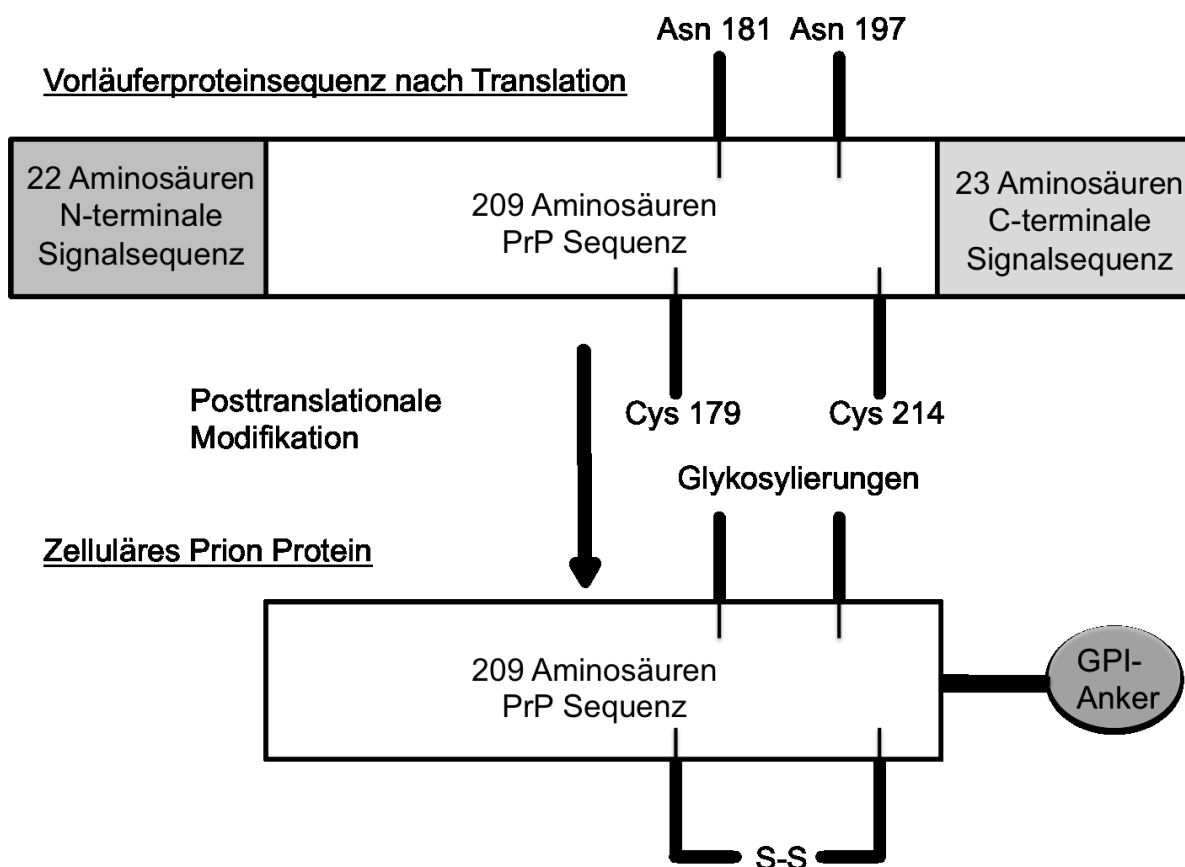 Asn 181 Asn 197
Vorläuferproteinsequenz nach Translation
22 Aminosäuren
N-terminale
Signalsequenz
209 Aminosäuren
PrP Sequenz
23 Aminosäuren
C-terminale
Signalsequenz
Cys 179
Cys 214
Posttranslationale
Modifikation
Glykosylierungen
Zelluläres Prion Protein
209 Aminosäuren
PrP Sequenz
GPI-
Anker
S-S